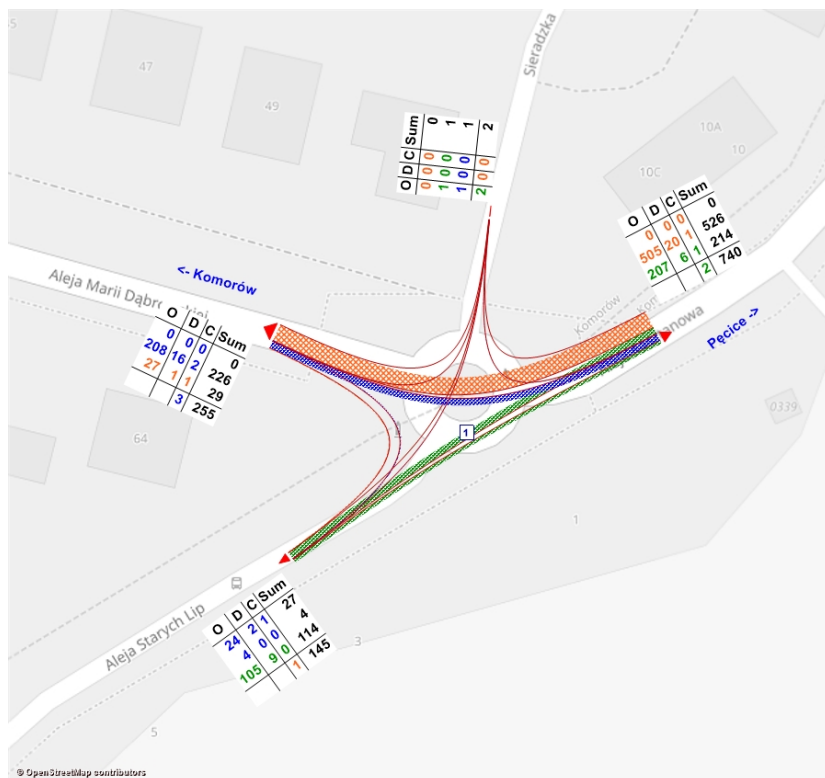 55
47
49
Sieradzka
10A
10
10C
O D C Sum
0 0 0 0
1 0 0 1
1 0 0 1
2 0 0 2
O D C Sum
0 0 0 0
505 20 1 526
207 6 1 214
2 740
<- Komorów
Aleja Marii Dąbro
Komorów
anowa
Pęcice ->
O D C Sum
0 0 0 0
208 16 2 226
27 1 1 29
3 255
64
1
0339
1
O D C Sum
24 2 1 27
4 0 0 4
105 9 0 114
1 145
Aleja Starych Lip
3
5
© OpenStreetMap contributors